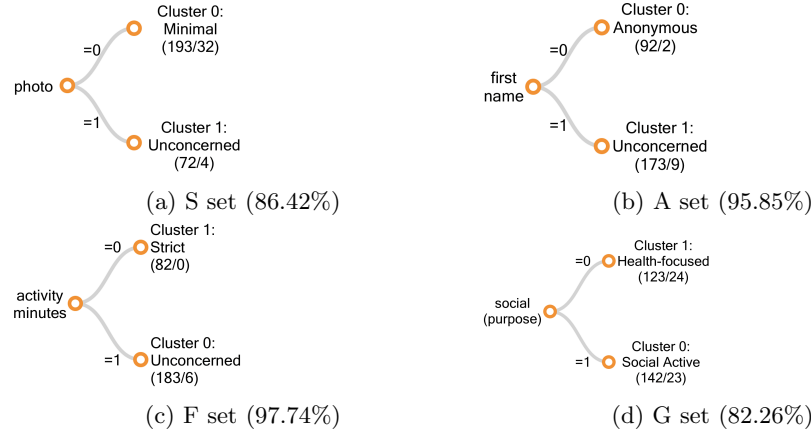 Cluster 0:
Minimal
(193/32)
=0
photo
=1
Cluster 1:
Unconcerned
(72/4)
(a) S set (86.42%)
Cluster 0:
Anonymous
(92/2)
=0
first
name
=1
Cluster 1:
Unconcerned
(173/9)
(b) A set (95.85%)
Cluster 1:
Strict
(82/0)
=0
activity
minutes
=1
Cluster 0:
Unconcerned
(183/6)
(c) F set (97.74%)
Cluster 1:
Health-focused
(123/24)
=0
social
(purpose)
=1
Cluster 0:
Social Active
(142/23)
(d) G set (82.26%)